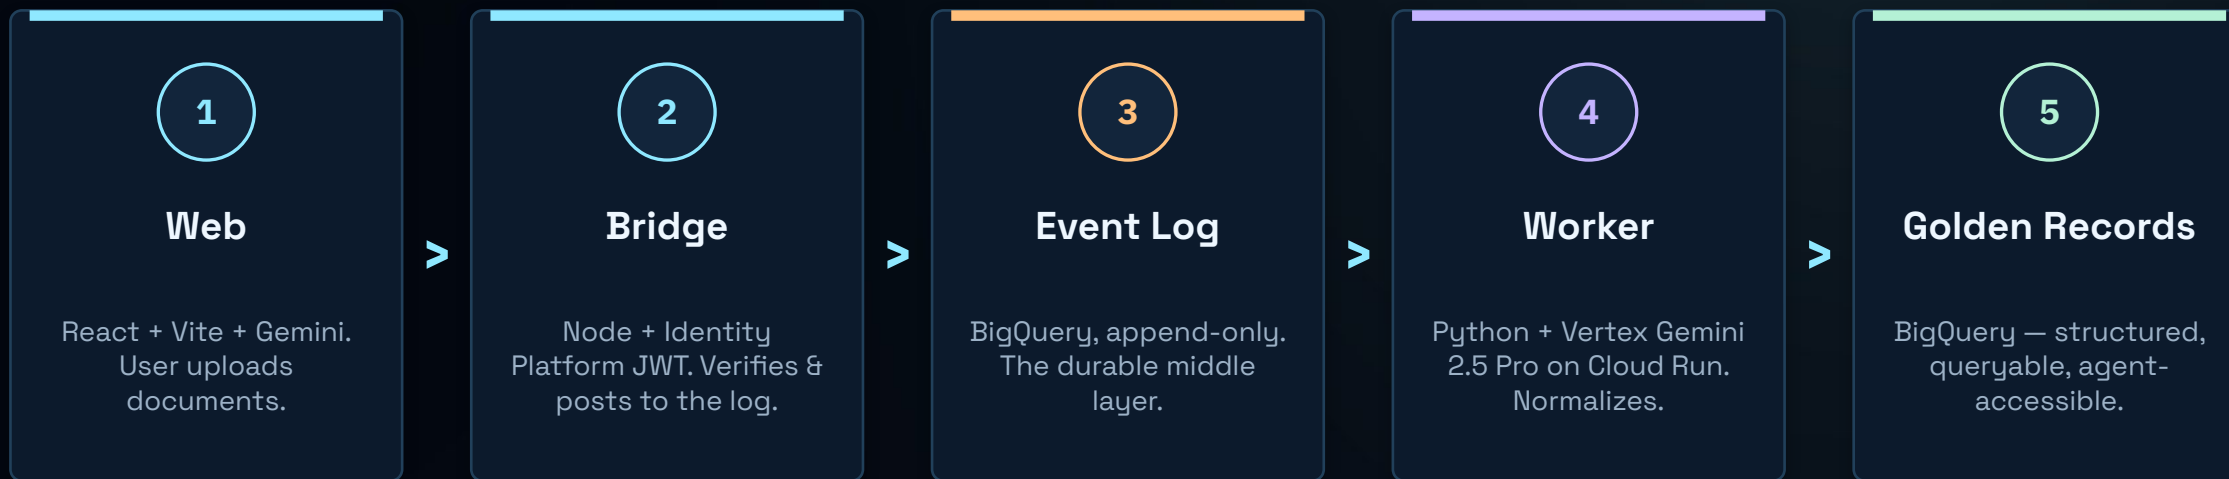 1
Web
React + Vite + Gemini.
User uploads
documents.
>
2
Bridge
Node + Identity
Platform JWT. Verifies &
posts to the log.
>
3
Event Log
BigQuery, append-only.
The durable middle
layer.
>
4
Worker
Python + Vertex Gemini
2.5 Pro on Cloud Run.
Normalizes.
>
5
Golden Records
BigQuery — structured,
queryable, agent-
accessible.